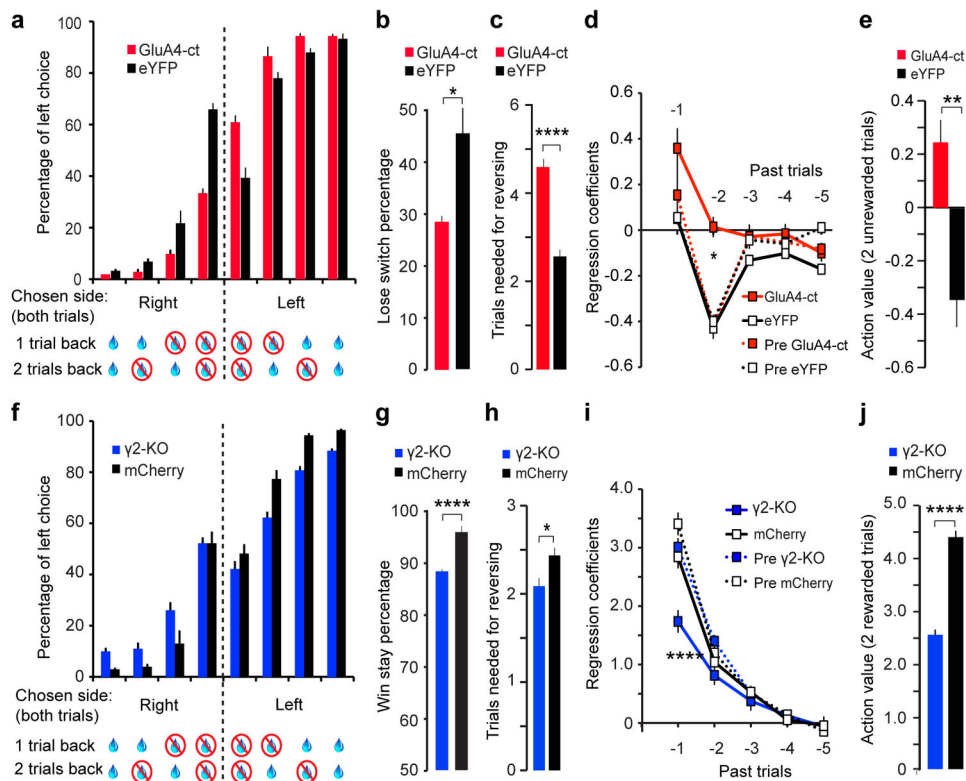 a
GluA4-ct
eYFP
Percentage of left choice
100
80
60
40
20
0
Chosen side:
(both trials)
Right
Left
1 trial back
2 trials back
b
GluA4-ct
eYFP
Lose switch percentage
50
40
30
20
10
0
*
c
GluA4-ct
eYFP
Trials needed for reversing
6
4
2
0
****
d
Regression coefficients
0.6
0.4
0.2
0
-0.2
-0.4
-0.6
Past trials
-1
-2
-3
-4
-5
*
GluA4-ct
eYFP
Pre GluA4-ct
Pre eYFP
e
GluA4-ct
eYFP
Action value (2 unrewarded trials)
0.4
0.2
0
-0.2
-0.4
-0.6
**
f
γ2-KO
mCherry
Percentage of left choice
100
80
60
40
20
0
Chosen side:
(both trials)
Right
Left
1 trial back
2 trials back
g
γ2-KO
mCherry
Win stay percentage
100
90
80
70
60
50
****
h
γ2-KO
mCherry
Trials needed for reversing
3
2
1
0
*
i
Regression coefficients
4.0
3.0
2.0
1.0
0
γ2-KO
mCherry
Pre γ2-KO
Pre mCherry
****
-1
-2
-3
-4
-5
Past trials
j
γ2-KO
mCherry
Action value (2 rewarded trials)
5.0
4.0
3.0
2.0
1.0
0
****